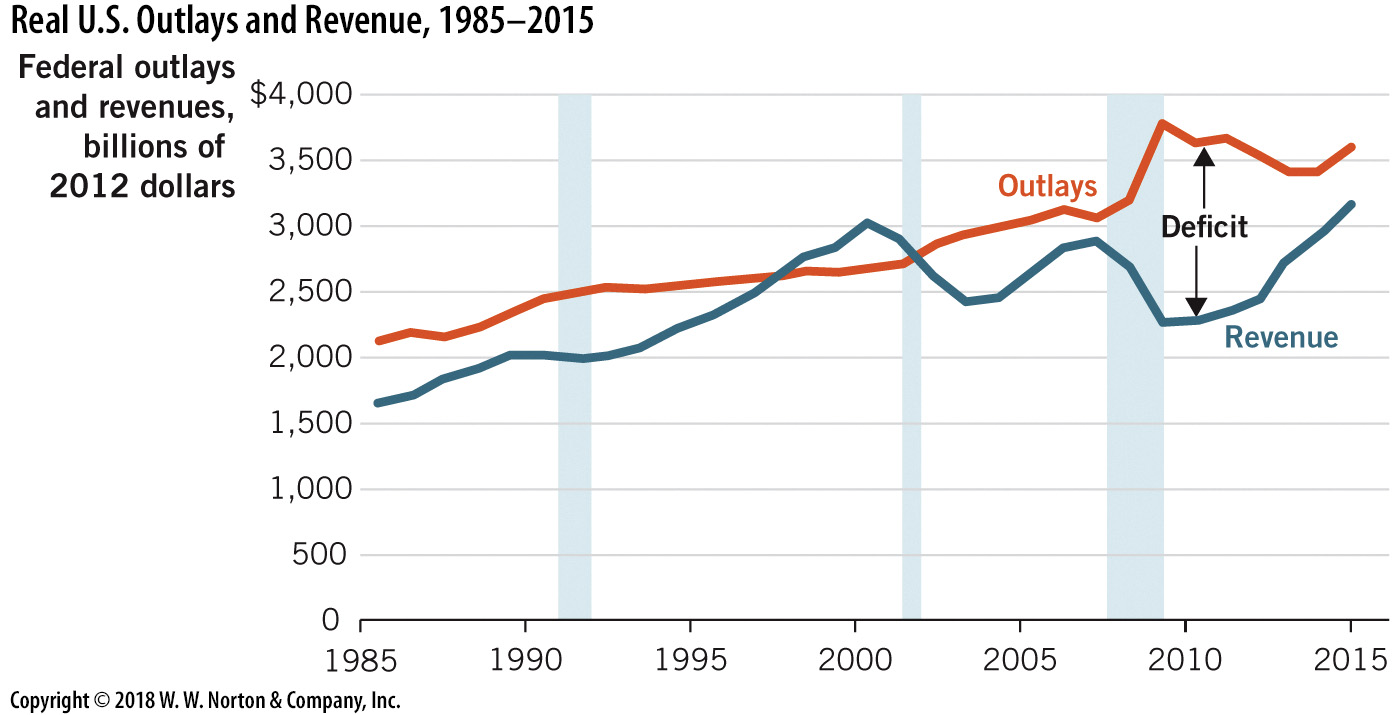 Real U.S. Outlays and Revenue, 1985–2015
Federal outlays
and revenues,
billions of
2012 dollars
$4,000
3,500
3,000
2,500
2,000
1,500
1,000
500
0
Outlays
Deficit
Revenue
1985
1990
1995
2000
2005
2010
2015
Copyright © 2018 W. W. Norton & Company, Inc.